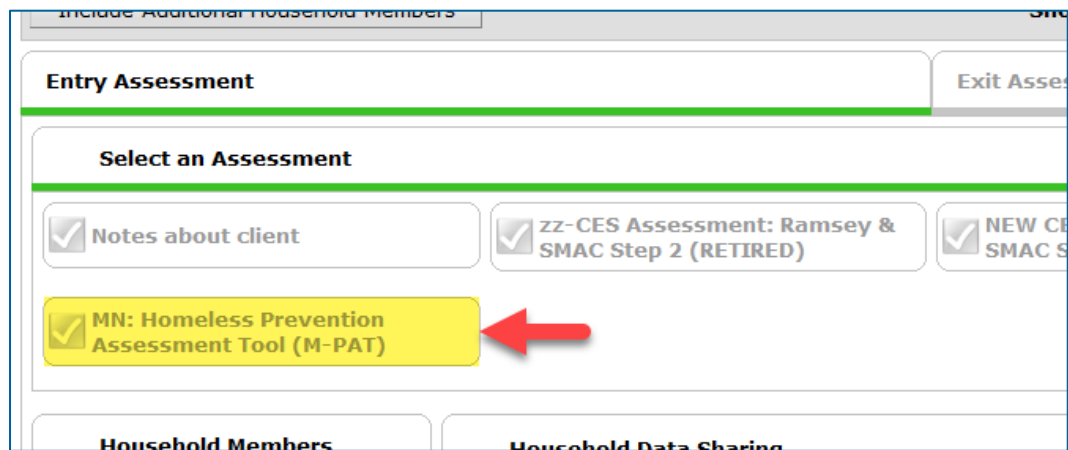 Include Additional Household Members
Entry Assessment
Exit Asses
Select an Assessment
Notes about client
zz-CES Assessment: Ramsey &
SMAC Step 2 (RETIRED)
NEW CE
SMAC S
MN: Homeless Prevention
Assessment Tool (M-PAT)
Household Members
Household Data Sharing